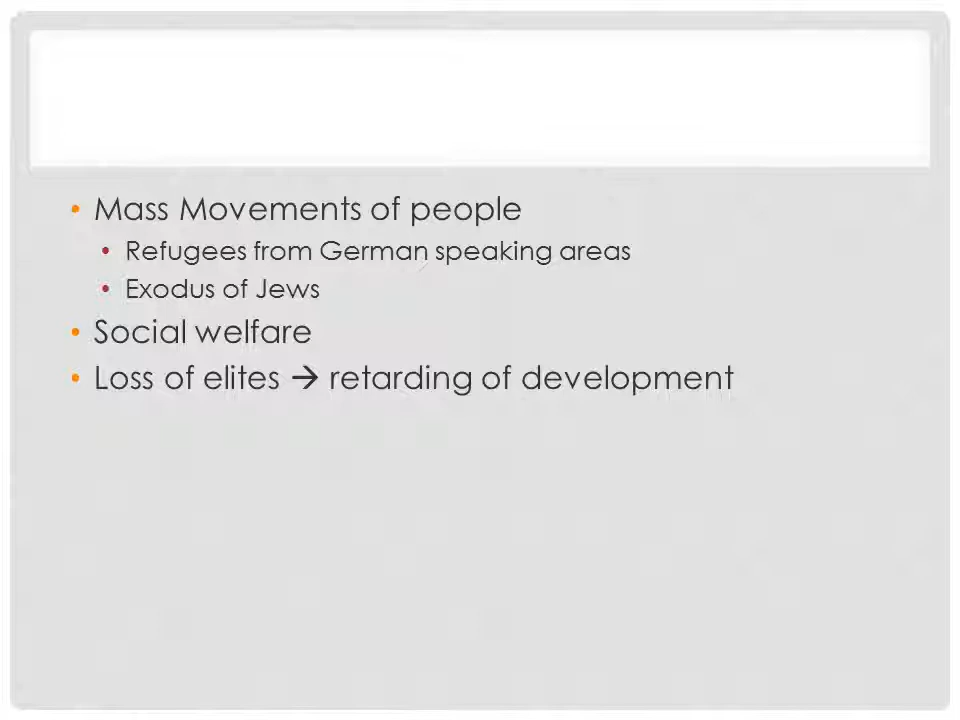 • Mass Movements of people
• Refugees from German speaking areas
• Exodus of Jews
• Social welfare
• Loss of elites → retarding of development